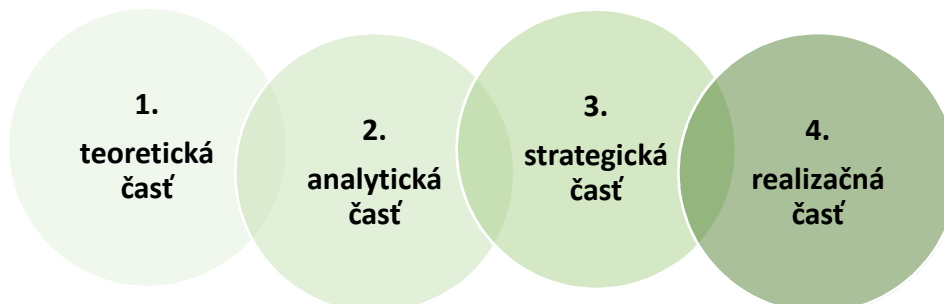 1.
teoretická
časť
2.
analytická
časť
3.
strategická
časť
4.
realizačná
časť